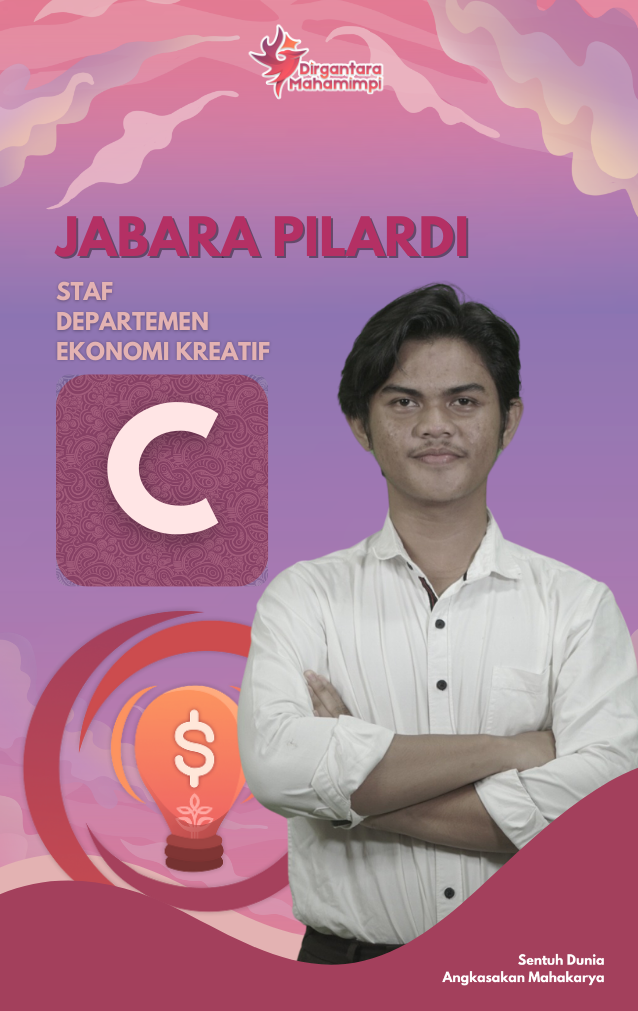 Dirgantara
Mahamimpi
JABARA PILARDI
STAF
DEPARTEMEN
EKONOMI KREATIF
C
$
Sentuh Dunia
Angkasakan Mahakarya